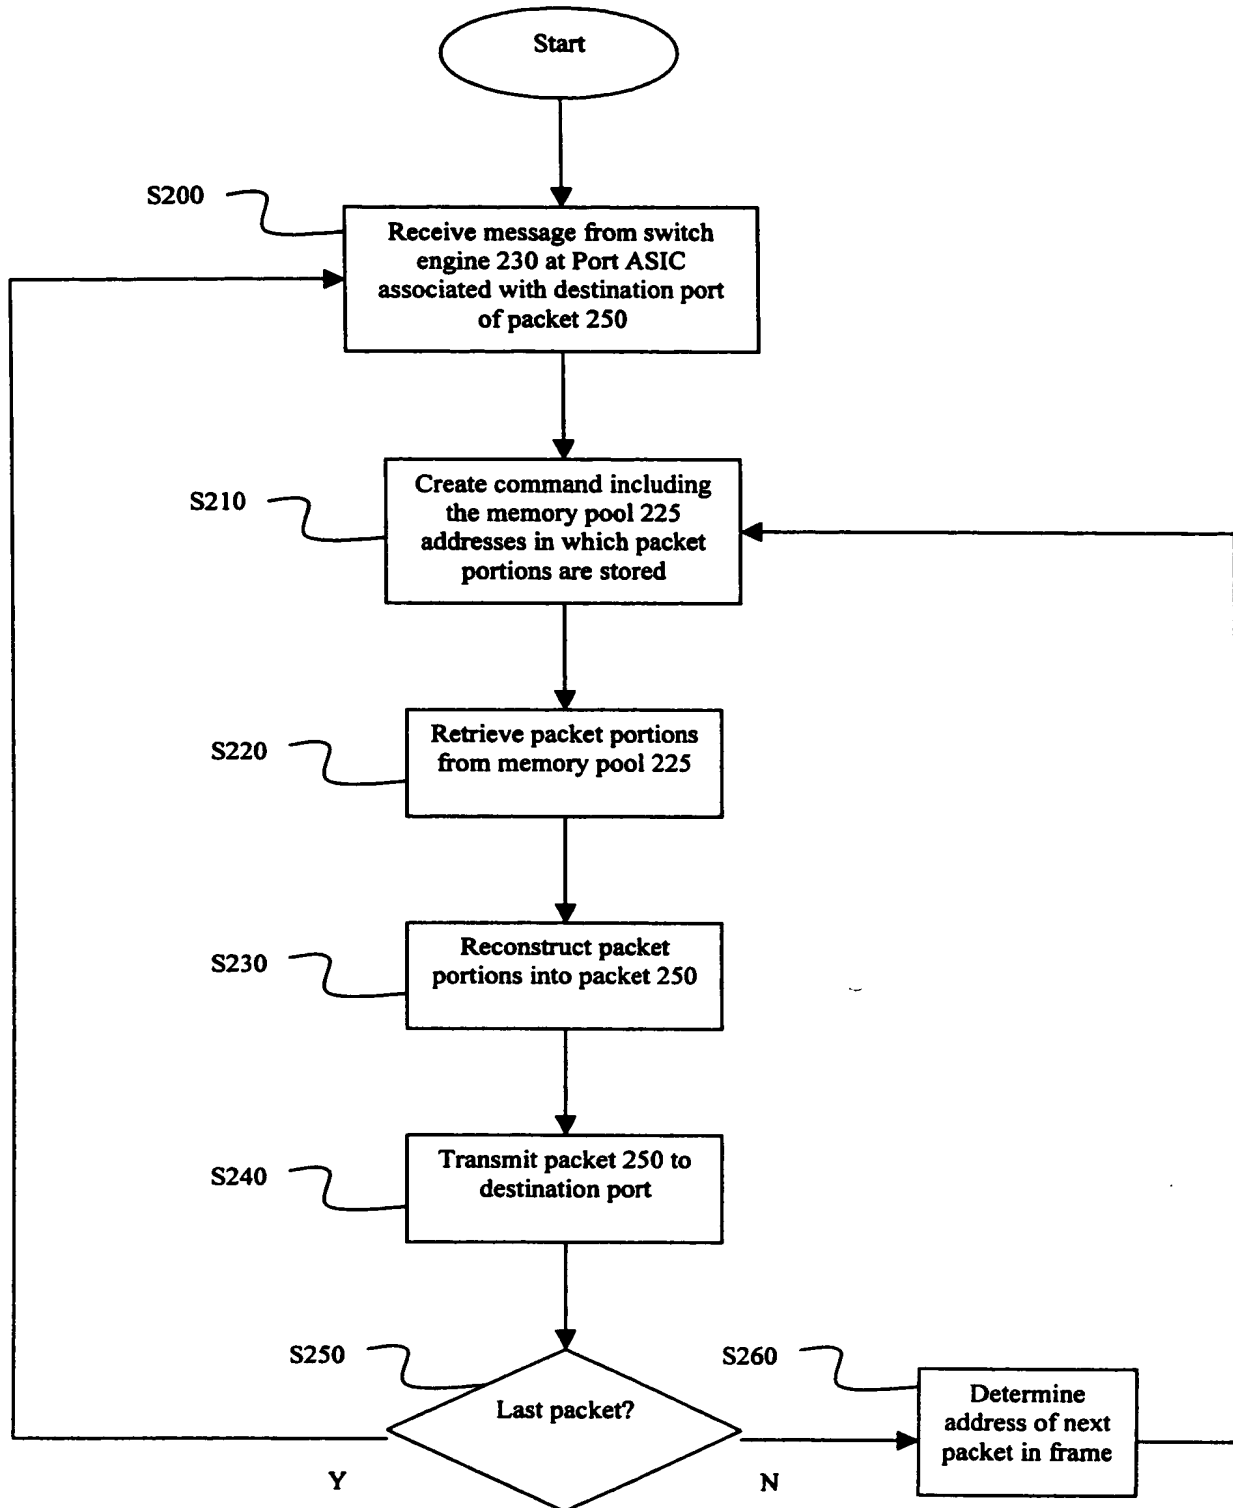 Start
S200
Receive message from switch
engine 230 at Port ASIC
associated with destination port
of packet 250
S210
Create command including
the memory pool 225
addresses in which packet
portions are stored
S220
Retrieve packet portions
from memory pool 225
S230
Reconstruct packet
portions into packet 250
S240
Transmit packet 250 to
destination port
S250
Last packet?
S260
Determine
address of next
packet in frame
Y
N